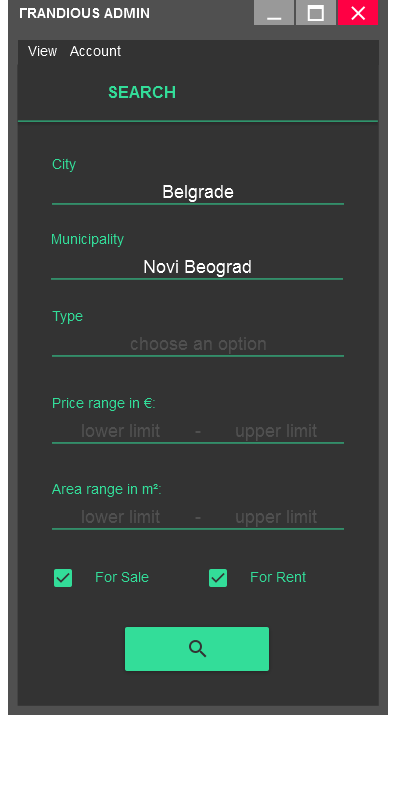 FRANDIOUS ADMIN
View Account
SEARCH
City
Belgrade
Municipality
Novi Beograd
Type
choose an option
Price range in €:
lower limit - upper limit
Area range in m²:
lower limit - upper limit
For Sale For Rent